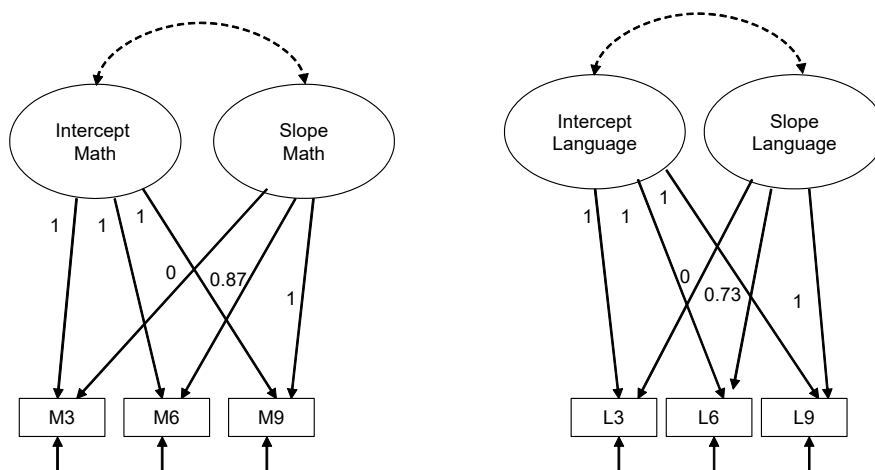 Intercept
Math
Slope
Math
1
1
1
0
0.87
1
M3
M6
M9
Intercept
Language
Slope
Language
1
1
1
0
0.73
1
L3
L6
L9